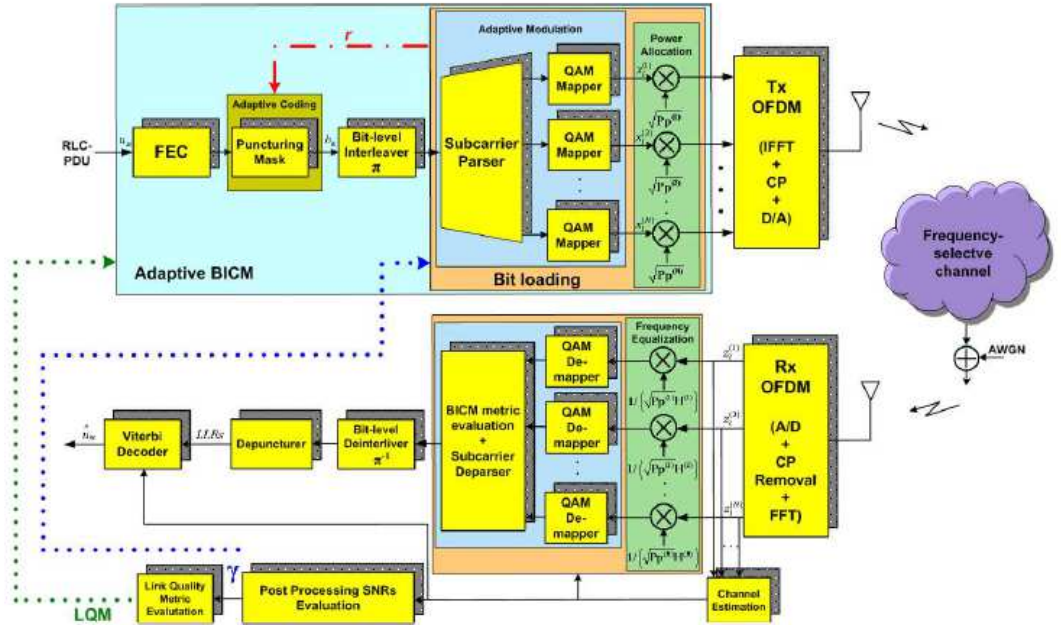 r
Adaptive Modulation
Power
Allocation
QAM
Mapper
QAM
Mapper
QAM
Mapper
Subcarrier
Parser
Tx
OFDM
(IFFT
+
CP
+
D/A)
RLC-
PDU
FEC
Adaptive Coding
Puncturing
Mask
Bit-level
Interleaver
π
Adaptive BICM
Bit loading
Frequency-
selectve
channel
AWGN
Frequency
Equalization
QAM
De-
mapper
QAM
De-
mapper
QAM
De-
mapper
BICM metric
evaluation
+
Subcarrier
Deparser
Rx
OFDM
(A/D
+
CP
Removal
+
FFT)
Viterbi
Decoder
LLRs
Depuncturer
Bit-level
Deinterliver
π⁻¹
γ
LQM
Link Quality
Metric
Evalutation
Post Processing SNRs
Evaluation
Channel
Estimation